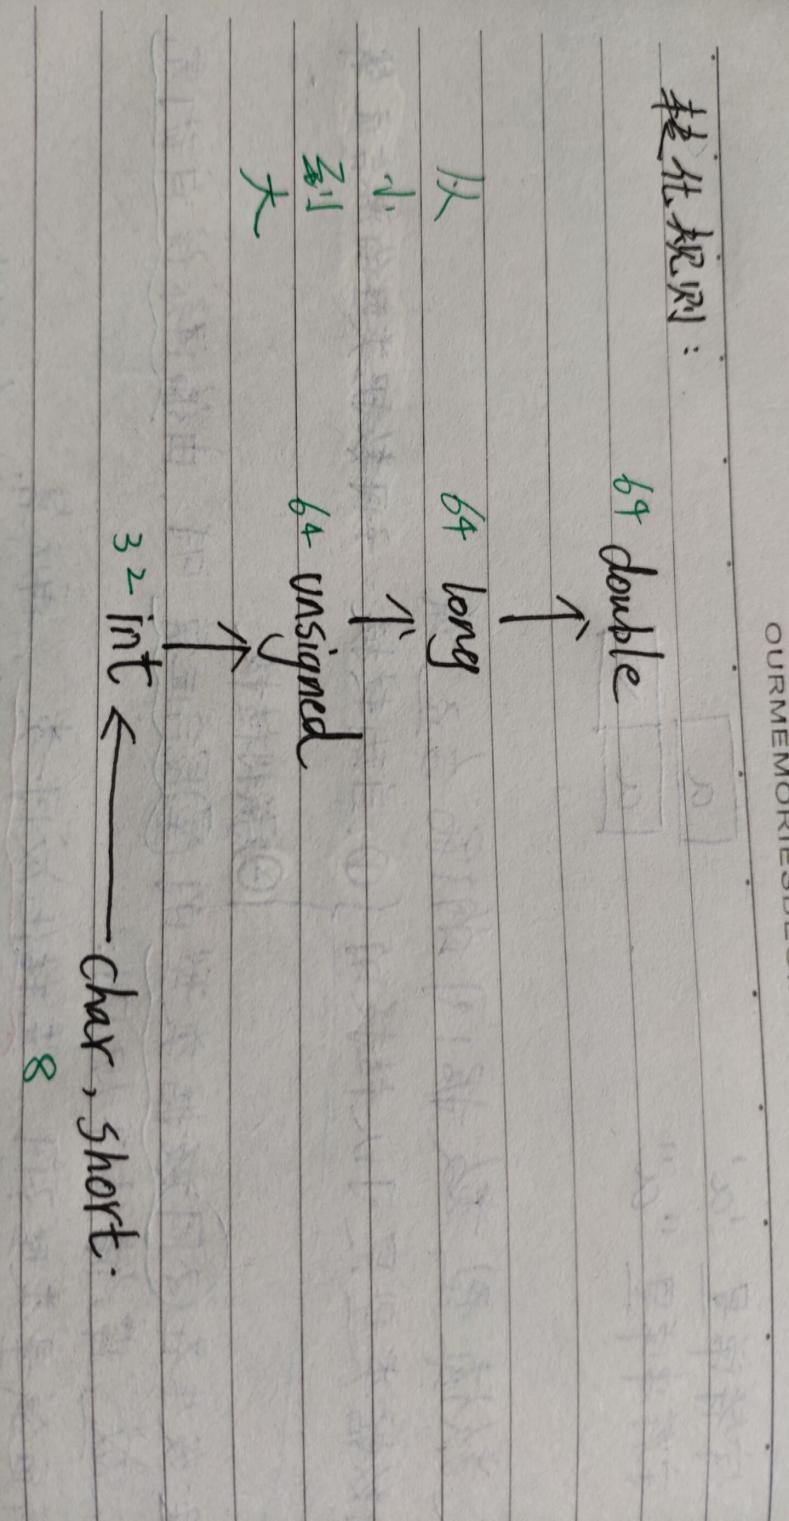 OURMEMORIES
转化规则：
64 double
↑
从 64 long
小 ↑
到 64 unsigned
大 ↑
32 int ← char, short.
8